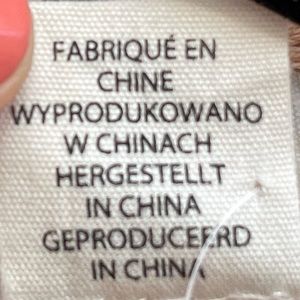 FABRIQUÉ EN
CHINE
WYPRODUKOWANO
W CHINACH
HERGESTELLT
IN CHINA
GEPRODUCEERD
IN CHINA